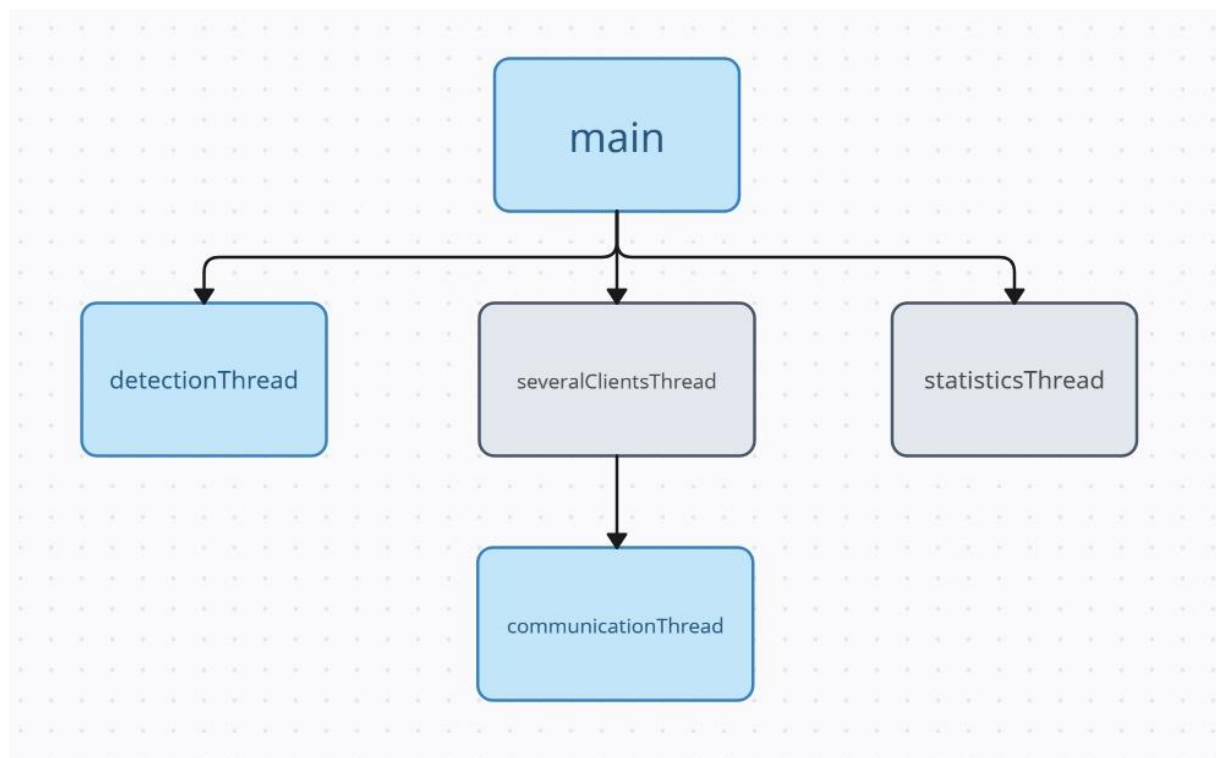 main
detectionThread
severalClientsThread
statisticsThread
communicationThread